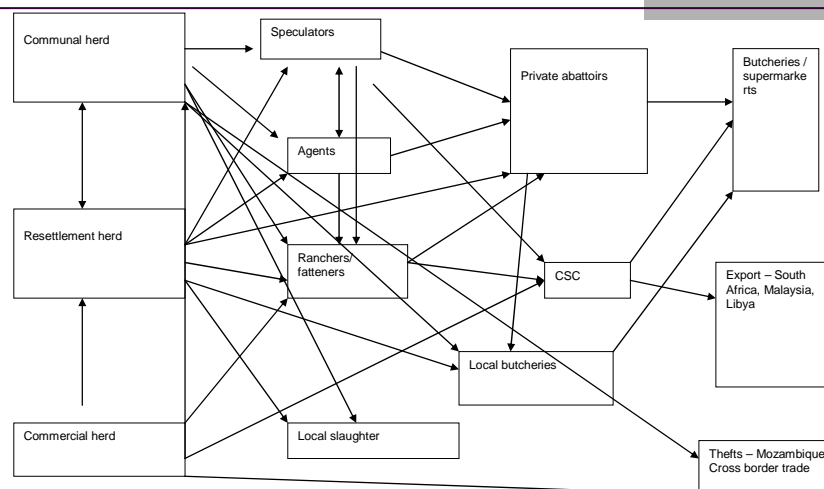 Communal herd
Speculators
Private abattoirs
Butcheries /
supermarke
rts
Agents
Resettlement herd
Ranchers/
fatteners
CSC
Export – South
Africa, Malaysia,
Libya
Local butcheries
Commercial herd
Local slaughter
Thefts – Mozambique
Cross border trade